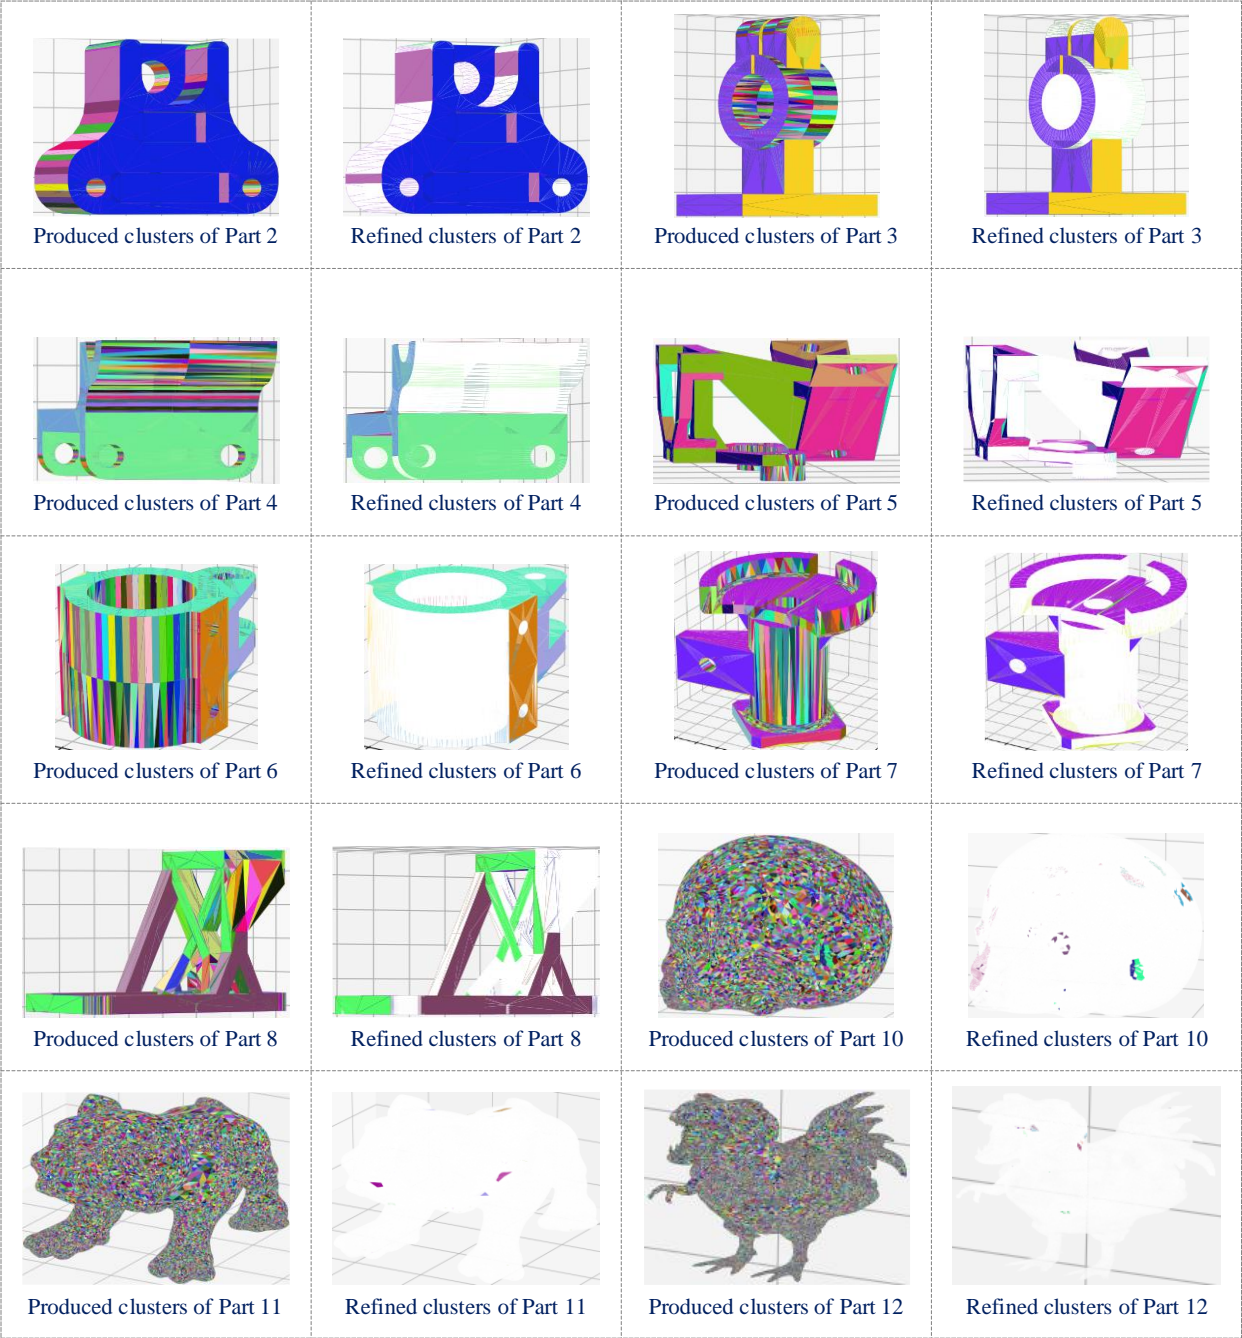 Produced clusters of Part 2
Refined clusters of Part 2
Produced clusters of Part 3
Refined clusters of Part 3
Produced clusters of Part 4
Refined clusters of Part 4
Produced clusters of Part 5
Refined clusters of Part 5
Produced clusters of Part 6
Refined clusters of Part 6
Produced clusters of Part 7
Refined clusters of Part 7
Produced clusters of Part 8
Refined clusters of Part 8
Produced clusters of Part 10
Refined clusters of Part 10
Produced clusters of Part 11
Refined clusters of Part 11
Produced clusters of Part 12
Refined clusters of Part 12